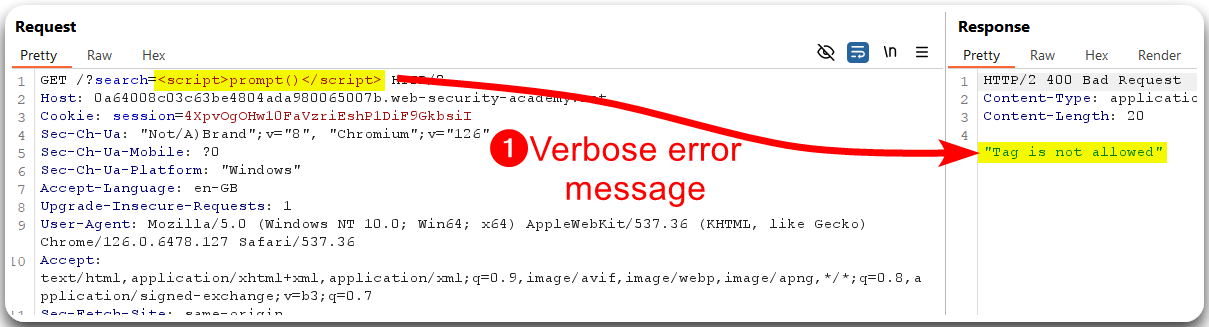 Request
Pretty Raw Hex
\n
1 GET /?search=<script>prompt()</script>
2 Host: 0a64008c03c63be4804ada980065007b.web-security-academy.
3 Cookie: session=4XpvOgOHw10FaVzriEshP1DiF9GkbsiI
4 Sec-Ch-Ua: "Not/A)Brand";v="8", "Chromium";v="126"
5 Sec-Ch-Ua-Mobile: ?0
6 Sec-Ch-Ua-Platform: "Windows"
7 Accept-Language: en-GB
8 Upgrade-Insecure-Requests: 1
9 User-Agent: Mozilla/5.0 (Windows NT 10.0; Win64; x64) AppleWebKit/537.36 (KHTML, like Gecko)
Chrome/126.0.6478.127 Safari/537.36
10 Accept:
text/html,application/xhtml+xml,application/xml;q=0.9,image/avif,image/webp,image/apng,*/*;q=0.8,a
pplication/signed-exchange;v=b3;q=0.7
11 Sec-Fetch-Site: same-origin
1 Verbose error
message
Response
Pretty Raw Hex Render
1 HTTP/2 400 Bad Request
2 Content-Type: applicatio
3 Content-Length: 20
4
5 "Tag is not allowed"